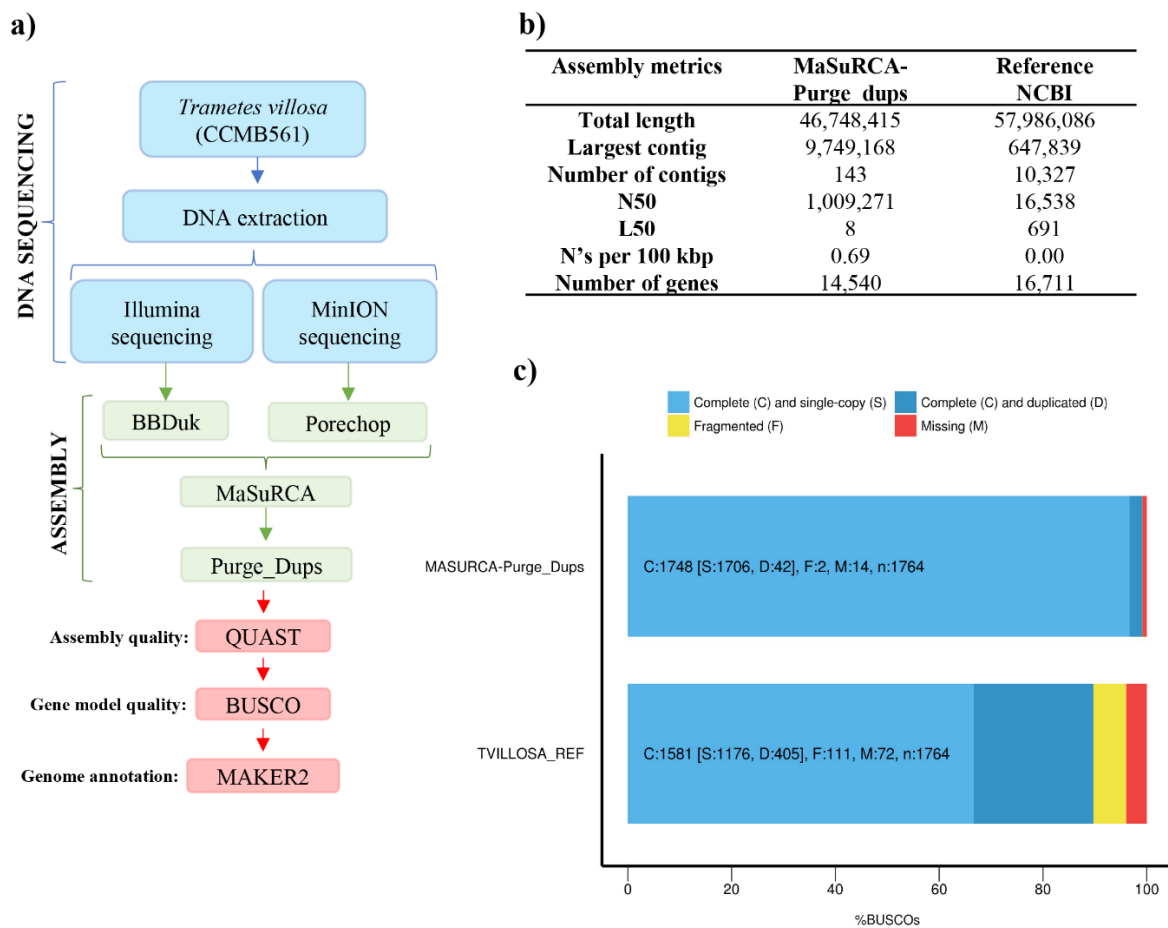 a)
DNA SEQUENCING
Trametes villosa
(CCMB561)
DNA extraction
Illumina
sequencing
MinION
sequencing
ASSEMBLY
BBDuk
Porechop
MaSuRCA
Purge_Dups
Assembly quality: QUAST
Gene model quality: BUSCO
Genome annotation: MAKER2
b)
Assembly metrics MaSuRCA- Reference
Purge_dups NCBI
Total length 46,748,415 57,986,086
Largest contig 9,749,168 647,839
Number of contigs 143 10,327
N50 1,009,271 16,538
L50 8 691
N's per 100 kbp 0.69 0.00
Number of genes 14,540 16,711
c)
Complete (C) and single-copy (S) Complete (C) and duplicated (D)
Fragmented (F) Missing (M)
MASURCA-Purge_Dups C:1748 [S:1706, D:42], F:2, M:14, n:1764
TVILLOSA_REF C:1581 [S:1176, D:405], F:111, M:72, n:1764
0 20 40 60 80 100
%BUSCOs